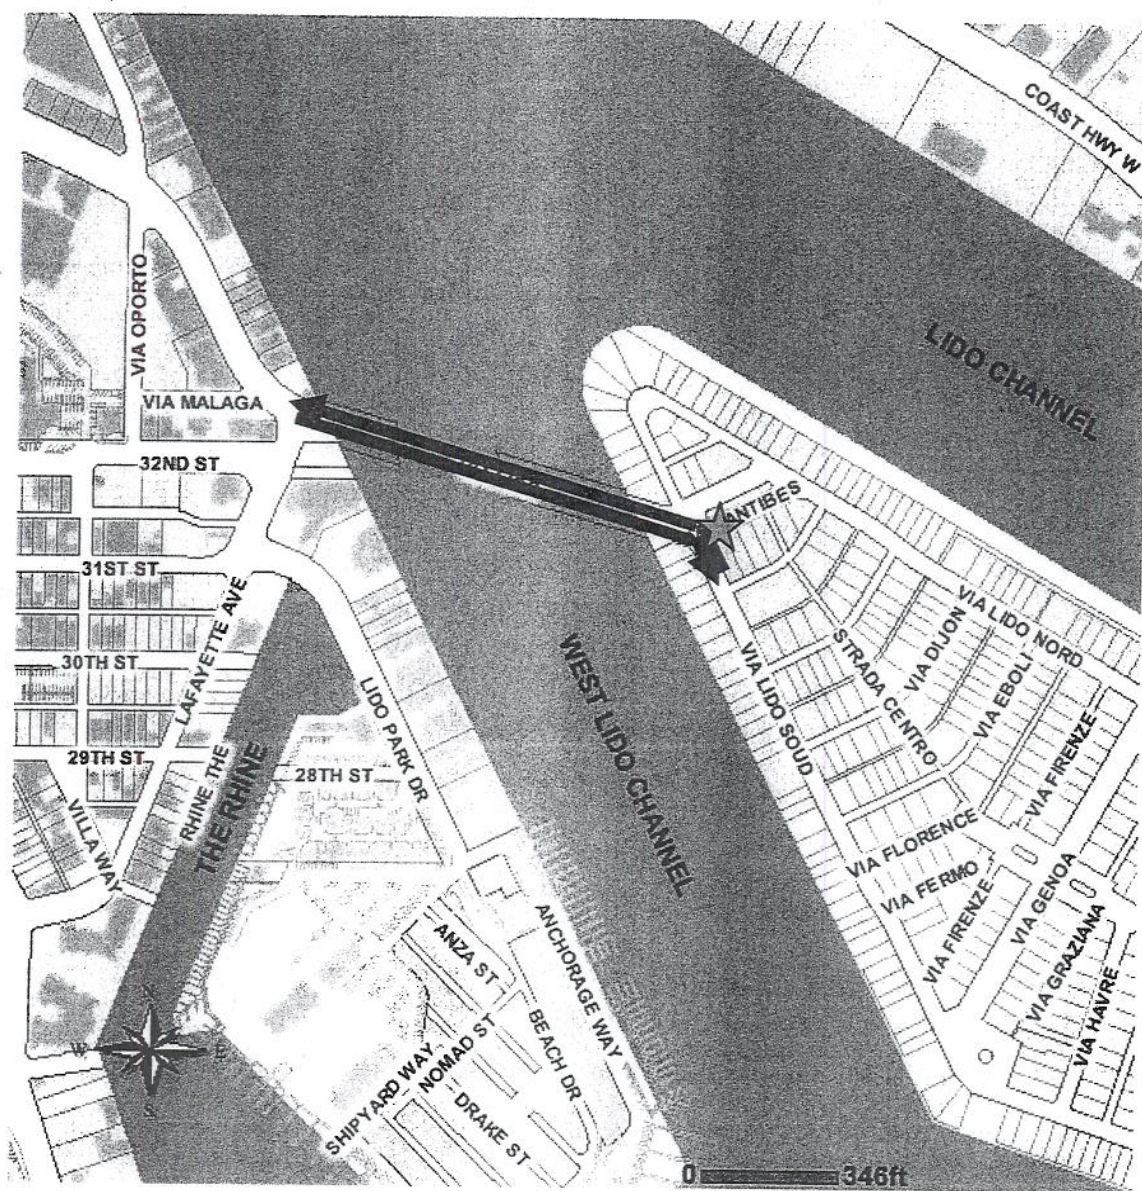 COAST HWY W
VIA OPORTO
LIDO CHANNEL
VIA MALAGA
32ND ST
ANTIBES
31ST ST
LAFAYETTE AVE
VIA LIDO NORD
VIA DIJON
STRADA CENTRO
VIA EBOLI
30TH ST
WEST LIDO CHANNEL
VIA LIDO SOUD
LIDO PARK DR
VIA FIRENZE
29TH ST
RHINE THE
THE RHINE
28TH ST
VILLA WAY
VIA FLORENCE
VIA FERMO
VIA FIRENZE
VIA GENOA
VIA GRAZIANA
VIA HAVRE
ANZA ST
ANCHORAGE WAY
N
W
E
S
NOMAD ST
BEACH DR
SHIPYARD WAY
DRAKE ST
0 346ft